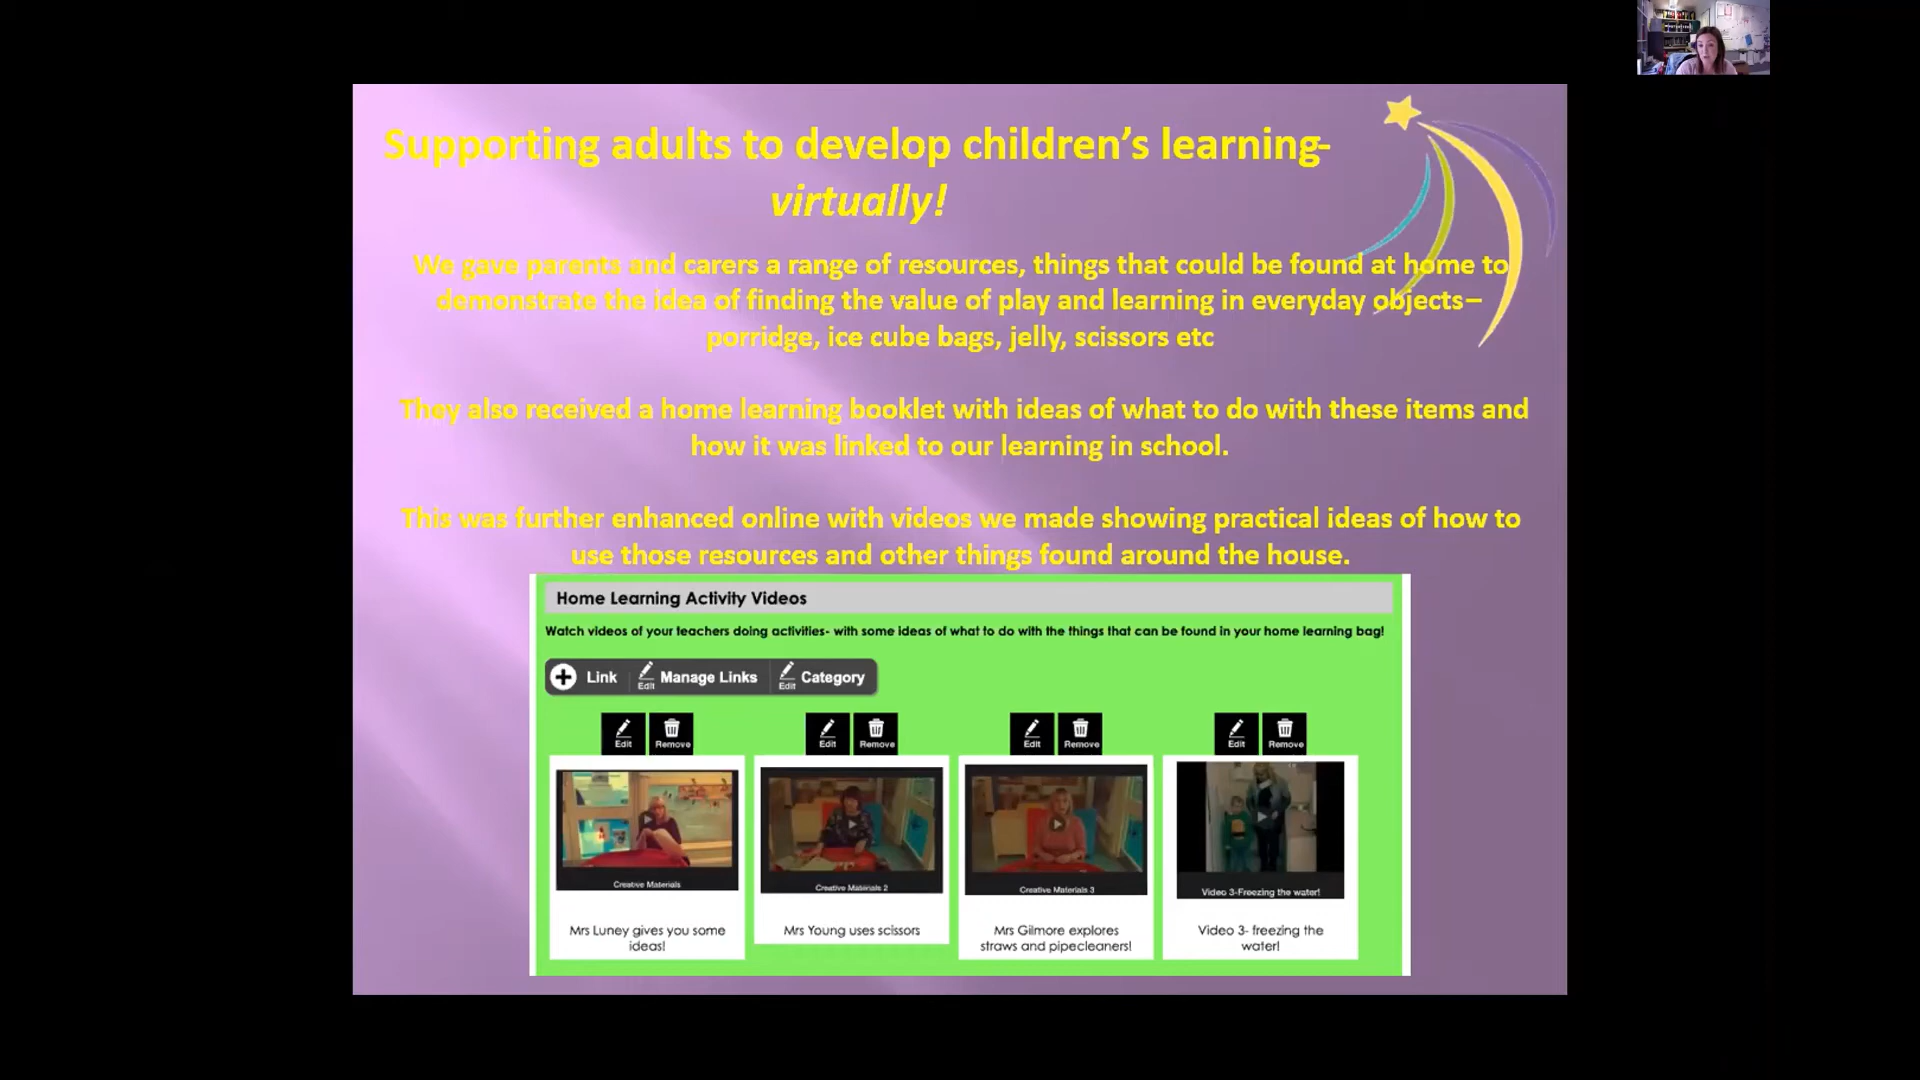 Supporting adults to develop children's learning-
virtually!
We gave parents and carers a range of resources, things that could be found at home to
demonstrate the idea of finding the value of play and learning in everyday objects–
porridge, ice cube bags, jelly, scissors etc
They also received a home learning booklet with ideas of what to do with these items and
how it was linked to our learning in school.
This was further enhanced online with videos we made showing practical ideas of how to
use those resources and other things found around the house.
Home Learning Activity Videos
Watch videos of your teachers doing activities- with some ideas of what to do with the things that can be found in your home learning bag!
Link Edit Manage Links Edit Category
Edit Remove Edit Remove Edit Remove Edit Remove
Creative Materials
Creative Materials 2
Creative Materials 3
Video 3-Freezing the water!
Mrs Luney gives you some
ideas!
Mrs Young uses scissors
Mrs Gilmore explores
straws and pipecleaners!
Video 3- freezing the
water!